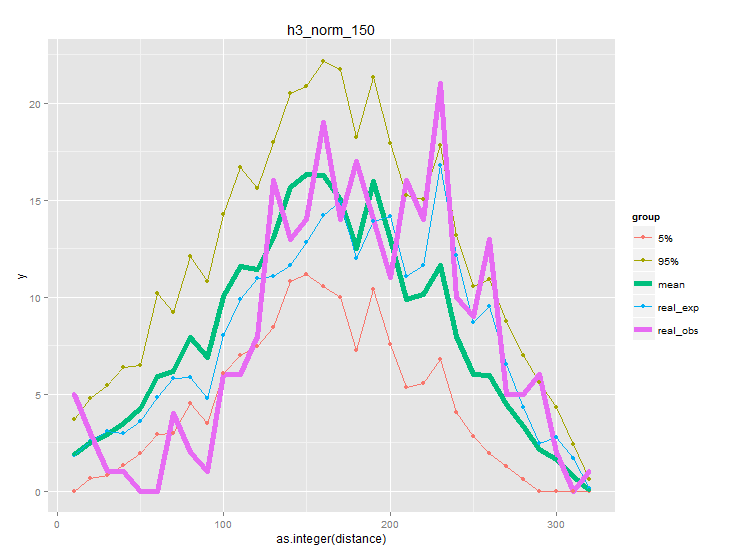 h3_norm_150
y
20
15
10
5
0
0 100 200 300
as.integer(distance)
group
5%
95%
mean
real_exp
real_obs